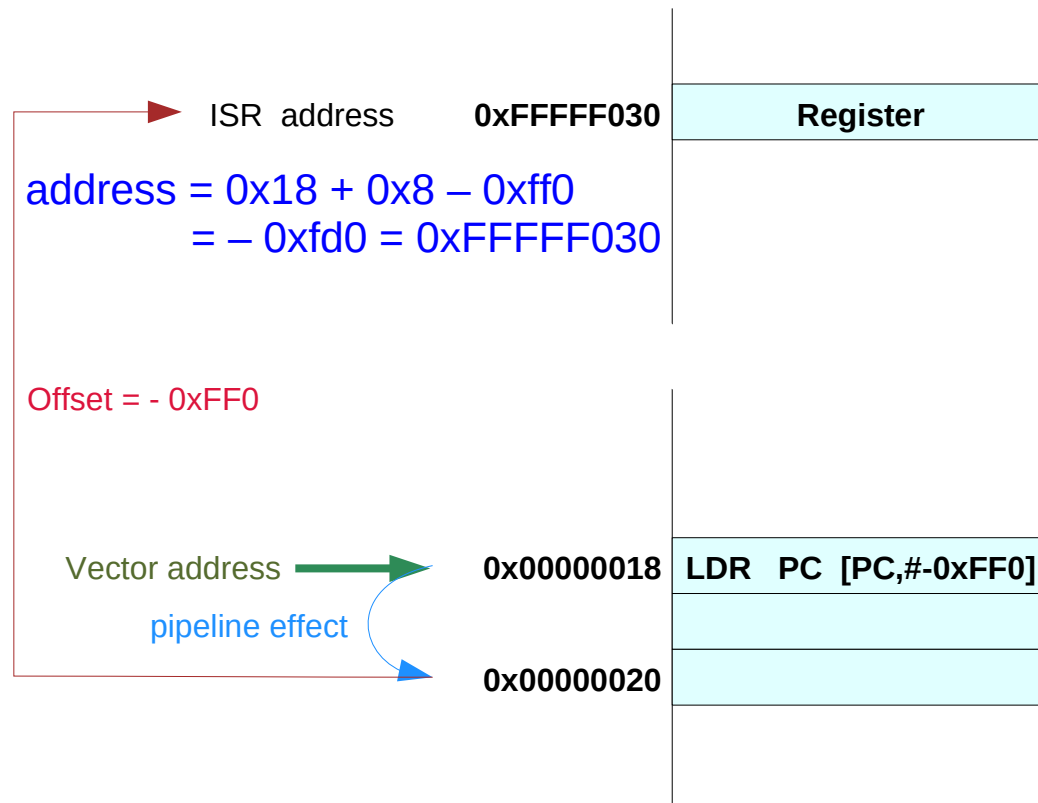 ISR address 0xFFFFF030 Register
address = 0x18 + 0x8 – 0xff0
= – 0xfd0 = 0xFFFFF030
Offset = - 0xFF0
Vector address 0x00000018 LDR PC [PC,#-0xFF0]
pipeline effect
0x00000020